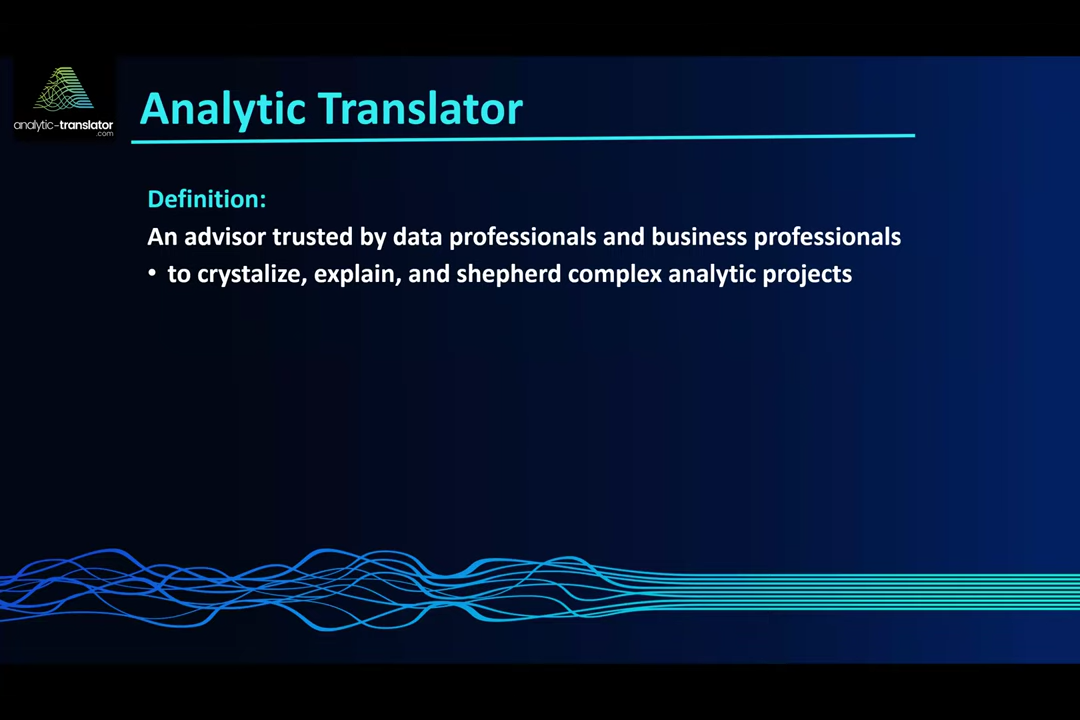 analytic-translator
.com
Analytic Translator
Definition:
An advisor trusted by data professionals and business professionals
• to crystalize, explain, and shepherd complex analytic projects